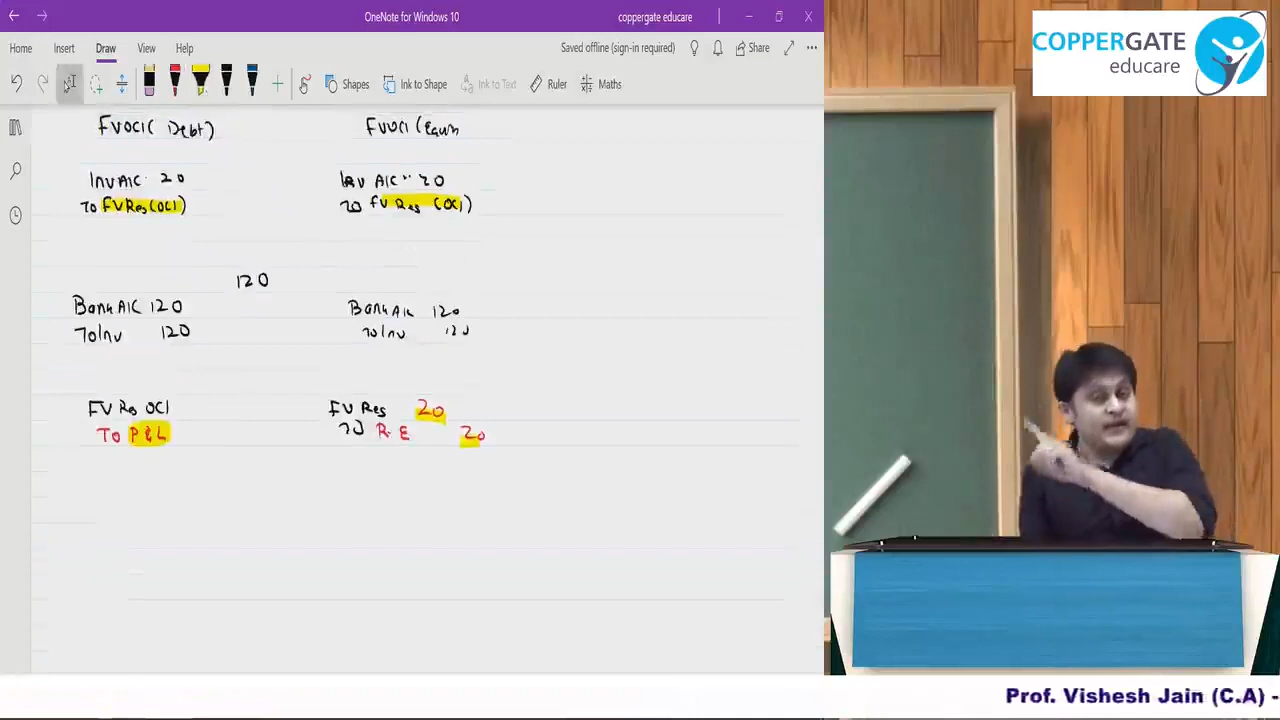 OneNote for Windows 10
coppergate educare
Home Insert Draw View Help
Saved offline (sign-in required)
Share
Shapes
Ink to Shape
Ink to Text
Ruler
Maths
COPPERGATE
educare
FVOCI (Debt)
FVOCI (Equi
Inv A/C 20
To FV Res (OCI)
Inv A/C 20
To FV Res (OCI)
120
Bank A/C 120
To Inv 120
Bank A/C 120
To Inv 120
FV Res OCI
To P&L
FV Res 20
To R.E 20
Prof. Vishesh Jain (C.A) -